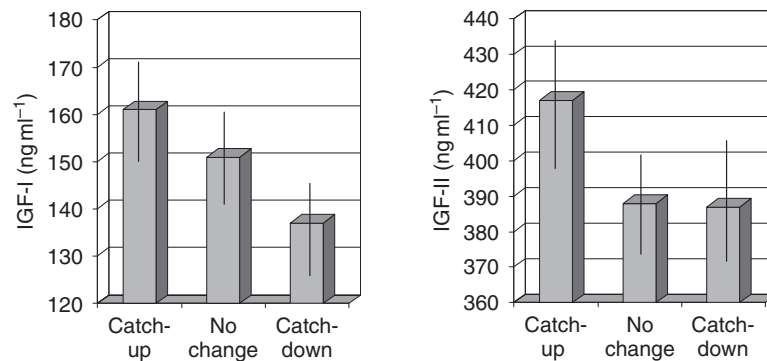 IGF-I (ng ml⁻¹)
180
170
160
150
140
130
120
Catch-
up
No
change
Catch-
down
IGF-II (ng ml⁻¹)
440
430
420
410
400
390
380
370
360
Catch-
up
No
change
Catch-
down